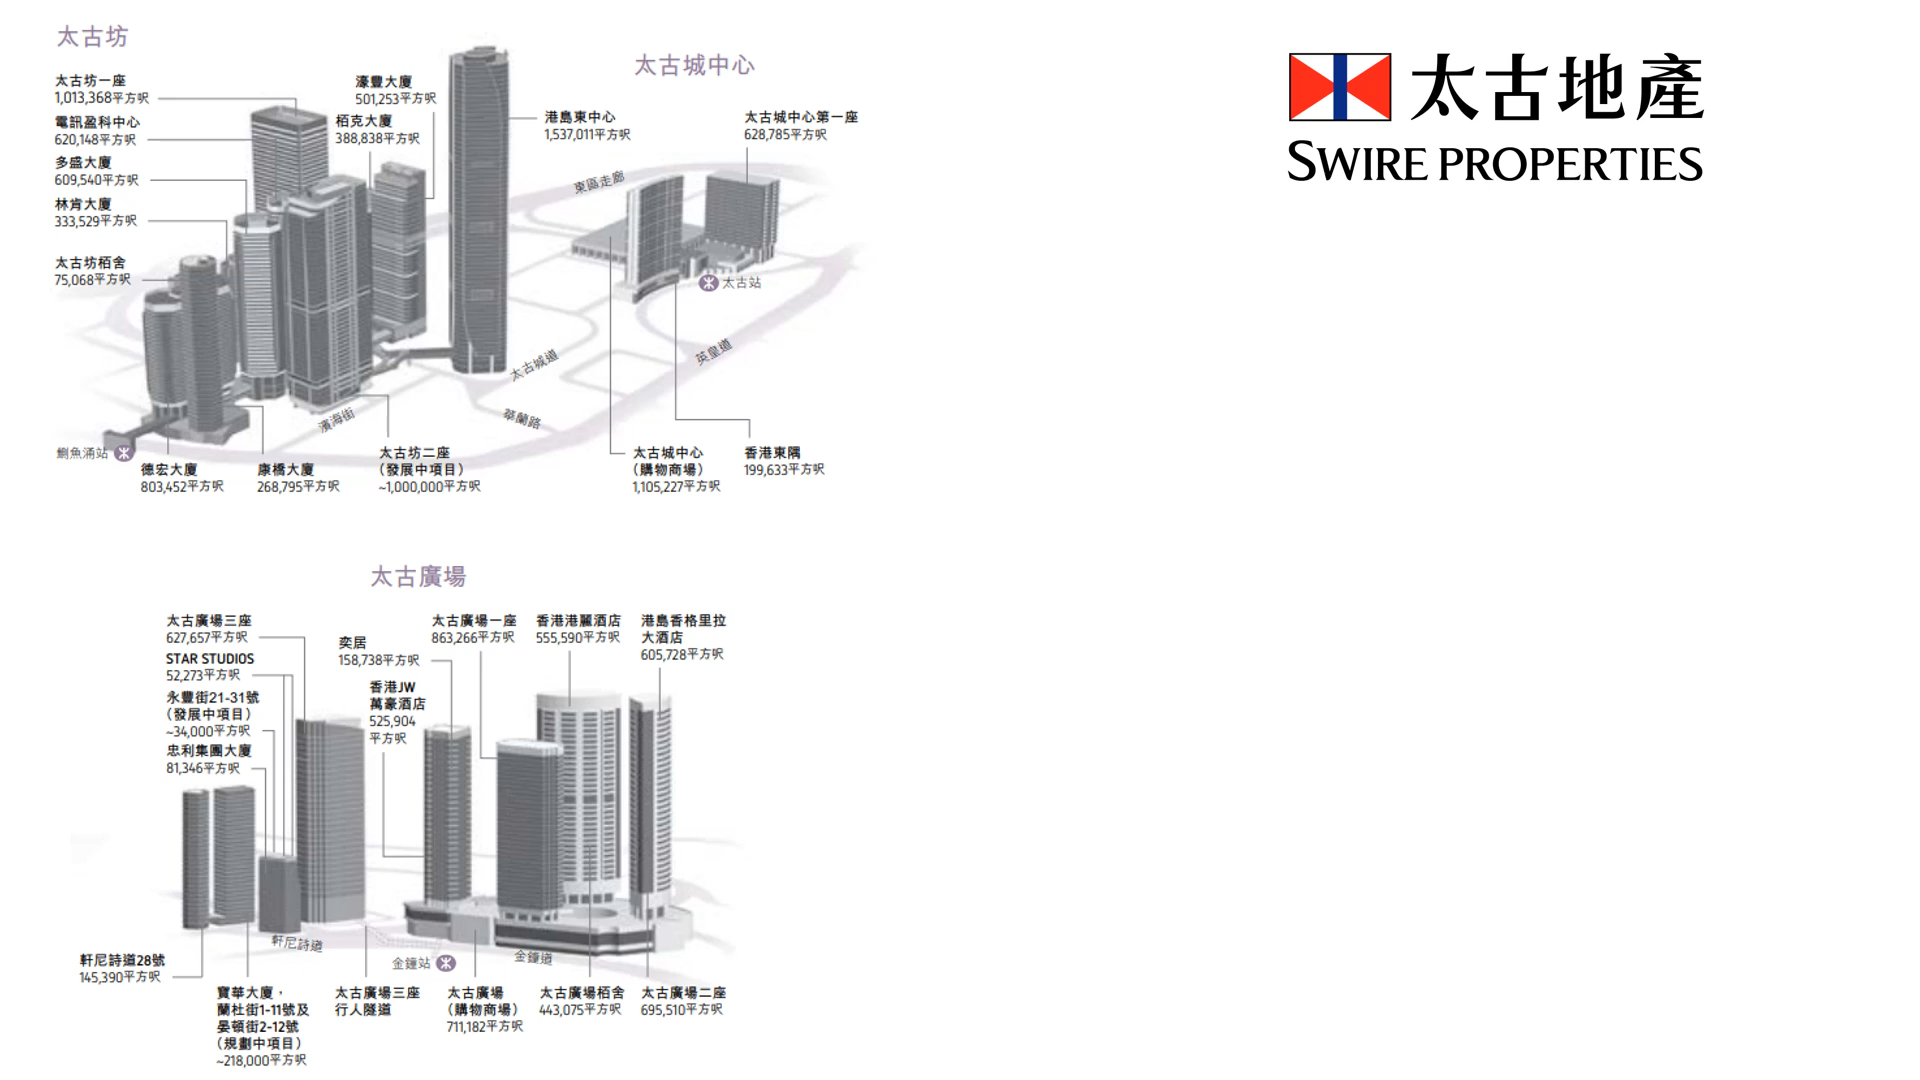 太古坊
太古坊一座
1,013,368平方呎
電訊盈科中心
620,148平方呎
多盛大廈
609,540平方呎
林肯大廈
333,529平方呎
太古坊栢舍
75,068平方呎
濠豐大廈
501,253平方呎
栢克大廈
388,838平方呎
港島東中心
1,537,011平方呎
鰂魚涌站
德宏大廈
803,452平方呎
康橋大廈
268,795平方呎
太古坊二座
（發展中項目）
~1,000,000平方呎
濱海街
華蘭路
太古城道
英皇道
東區走廊
太古城中心
太古城中心第一座
628,785平方呎
太古站
太古城中心
（購物商場）
1,105,227平方呎
香港東隅
199,633平方呎
太古地產
SWIRE PROPERTIES
太古廣場
太古廣場三座
627,657平方呎
STAR STUDIOS
52,273平方呎
永豐街21-31號
（發展中項目）
~34,000平方呎
忠利集團大廈
81,346平方呎
奕居
158,738平方呎
香港JW
萬豪酒店
525,904
平方呎
太古廣場一座
863,266平方呎
香港港麗酒店
555,590平方呎
港島香格里拉
大酒店
605,728平方呎
軒尼詩道
金鐘站
金鐘道
軒尼詩道28號
145,390平方呎
寶華大廈，
蘭杜街1-11號及
晏頓街2-12號
（規劃中項目）
~218,000平方呎
太古廣場三座
行人隧道
太古廣場
（購物商場）
711,182平方呎
太古廣場栢舍
443,075平方呎
太古廣場二座
695,510平方呎